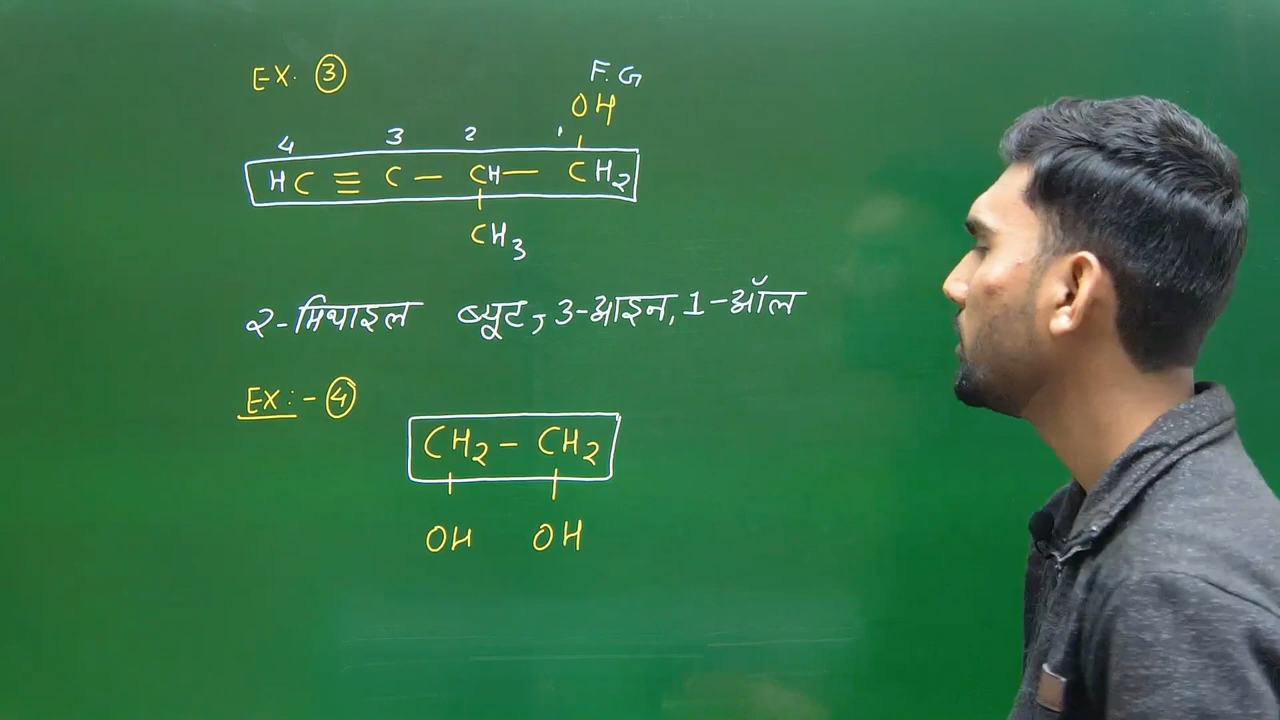 EX. ③
F.G
OH
4 3 2 1
HC ≡ C - CH - CH2
CH3
२-मिथाइल ब्यूट, 3-आइन, 1-ऑल
EX:- ④
CH2 - CH2
OH OH